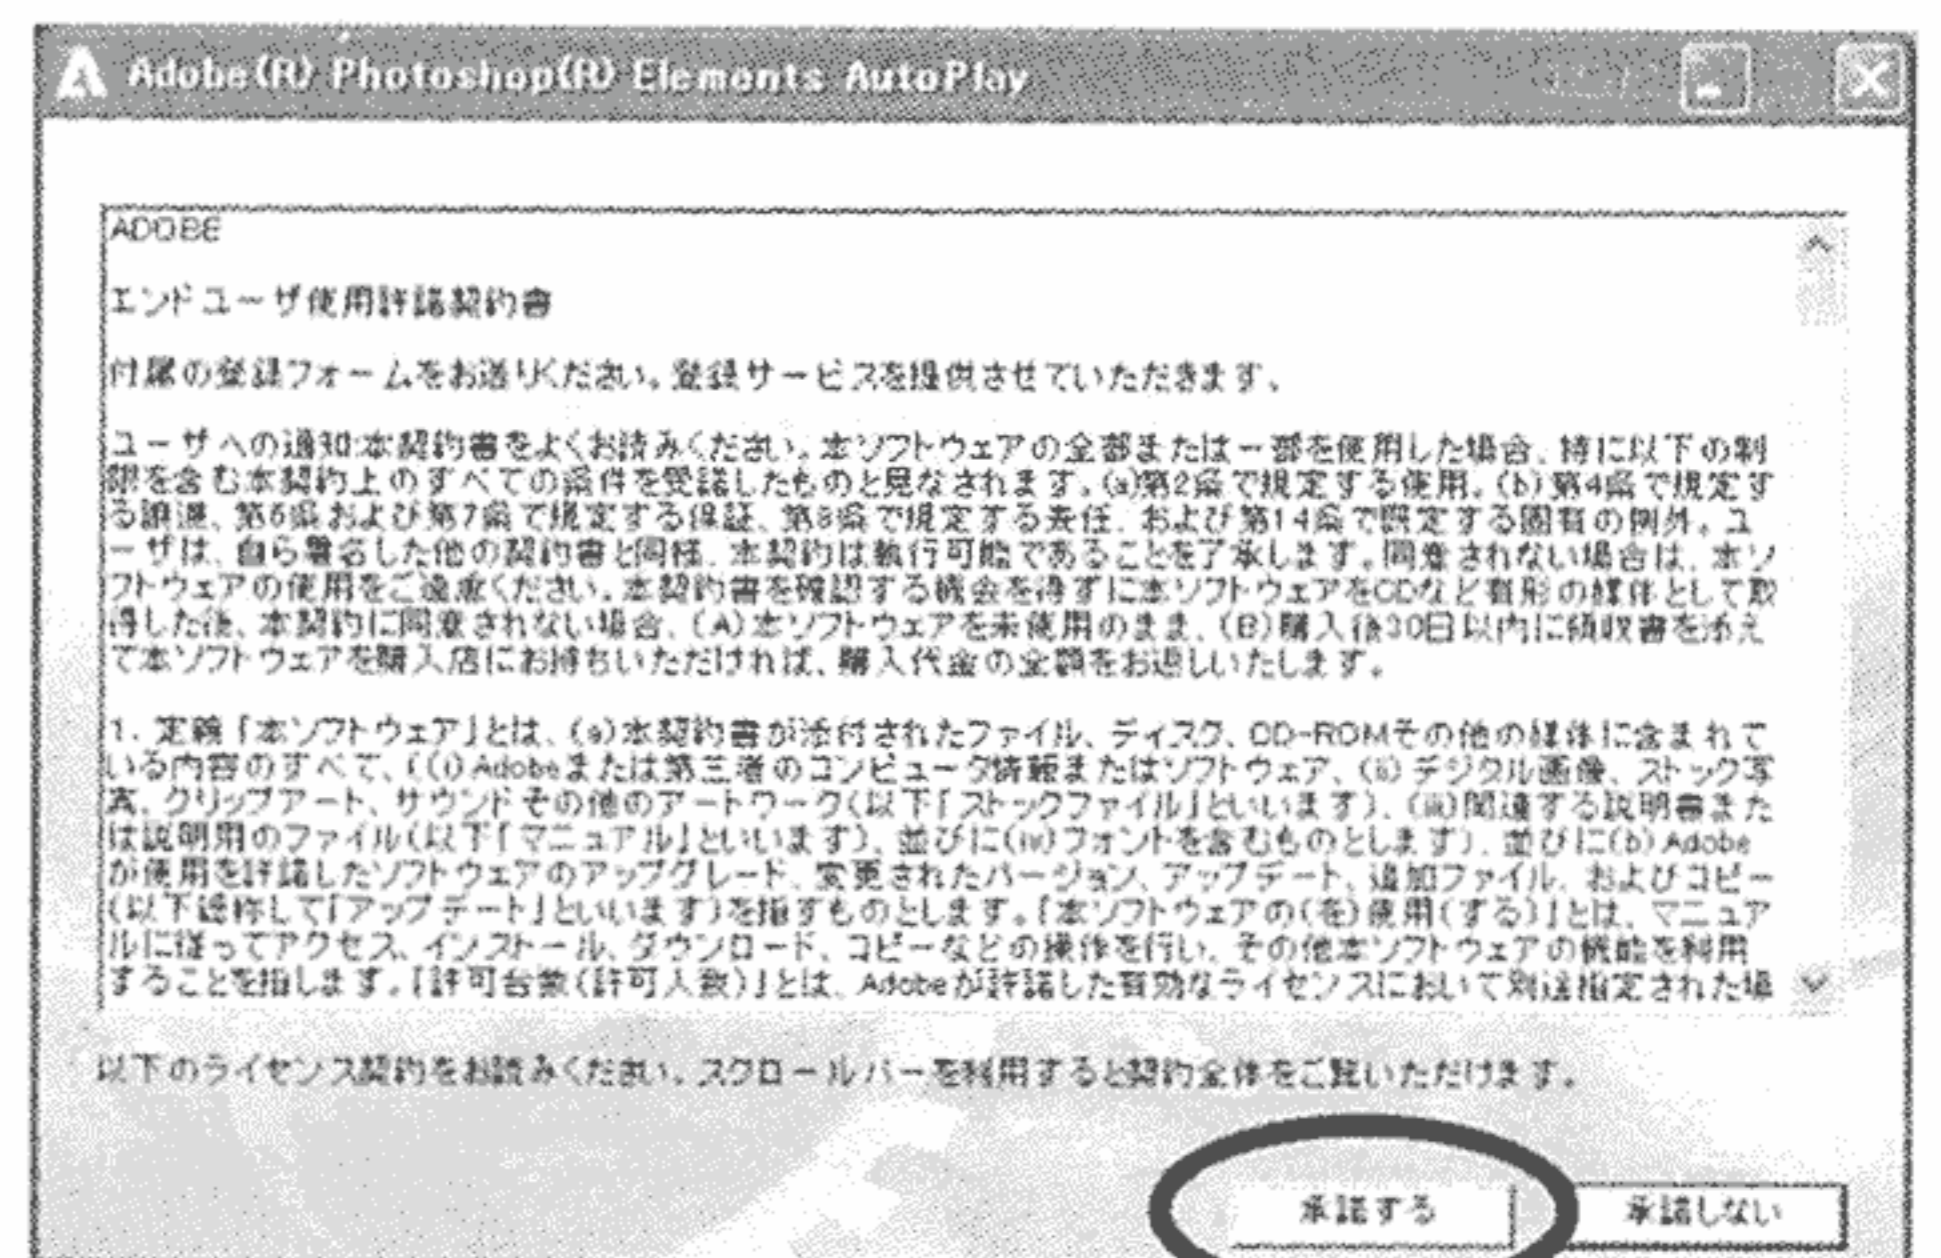 Adobe(R) Photoshop(R) Elements AutoPlay
ADOBE
エンドユーザ使用許諾契約書
付属の登録フォームをお送りください。登録サービスを提供させていただきます。
ユーザへの通知:本契約書をよくお読みください。本ソフトウェアの全部または一部を使用した場合、特に以下の制
限を含む本契約上のすべての条件を受諾したものと見なされます。(a)第2条で規定する使用。(b)第4条で規定す
る譲渡、第6条および第7条で規定する保証、第8条で規定する責任、および第14条で規定する固有の例外。ユ
ーザは、自ら署名した他の契約書と同様、本契約は執行可能であることを了承します。同意されない場合は、本ソ
フトウェアの使用をご遠慮ください。本契約書を確認する機会を得ずに本ソフトウェアをCDなど有形の媒体として取
得した後、本契約に同意されない場合、(A)本ソフトウェアを未使用のまま、(B)購入後30日以内に領収書を添え
て本ソフトウェアを購入店にお持ちいただければ、購入代金の全額をお返しいたします。
1. 定義「本ソフトウェア」とは、(a)本契約書が添付されたファイル、ディスク、CD-ROMその他の媒体に含まれて
いる内容のすべて、((i)Adobeまたは第三者のコンピュータ情報またはソフトウェア、(ii)デジタル画像、ストック写
真、クリップアート、サウンドその他のアートワーク(以下「ストックファイル」といいます)、(iii)関連する説明書また
は説明用のファイル(以下「マニュアル」といいます)、並びに(iv)フォントを含むものとします)、並びに(b)Adobe
が使用を許諾したソフトウェアのアップグレード、変更されたバージョン、アップデート、追加ファイル、およびコピー
(以下総称して「アップデート」といいます)を指すものとします。「本ソフトウェアの(を)使用(する)」とは、マニュア
ルに従ってアクセス、インストール、ダウンロード、コピーなどの操作を行い、その他本ソフトウェアの機能を利用
することを指します。「許可台数(許可人数)」とは、Adobeが許諾した有効なライセンスにおいて別途指定された場
以下のライセンス契約をお読みください。スクロールバーを利用すると契約全体をご覧いただけます。
承諾する
承諾しない